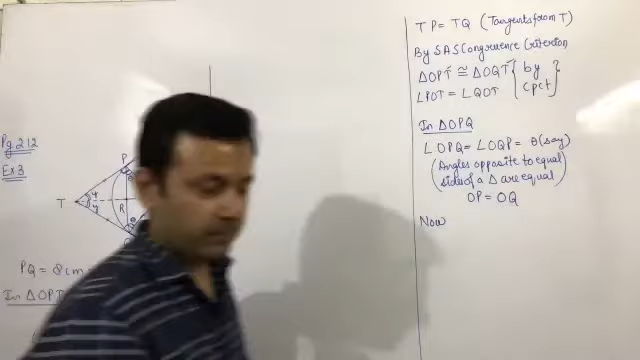 Pg 212
Ex 3
P
T
R
y
y
θ
θ
PQ = 8cm
In ΔOPT
TP = TQ (Tangents from T)
By SAS Congruence Criterion
ΔOPT ≅ ΔOQT { by
∠POT = ∠QOT { cpct }
In ΔOPQ
∠OPQ = ∠OQP = θ (say)
(Angles opposite to equal
sides of a Δ are equal)
OP = OQ
Now